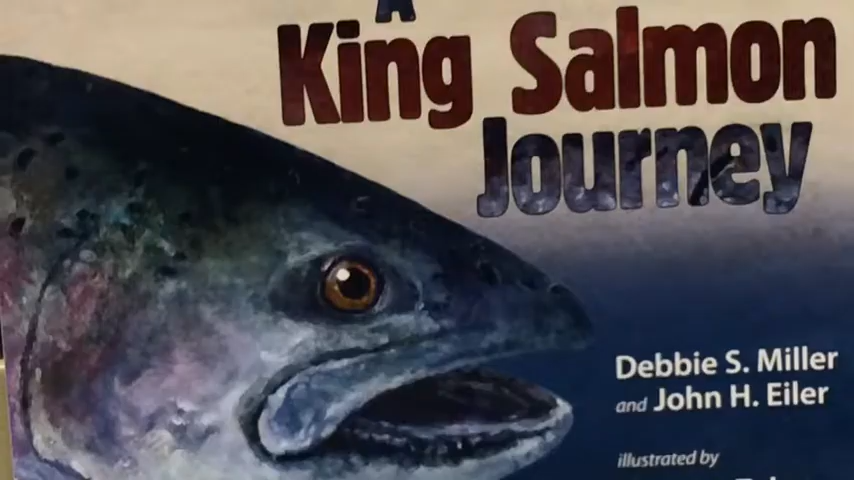 A
King Salmon
Journey
Debbie S. Miller
and John H. Eiler
illustrated by